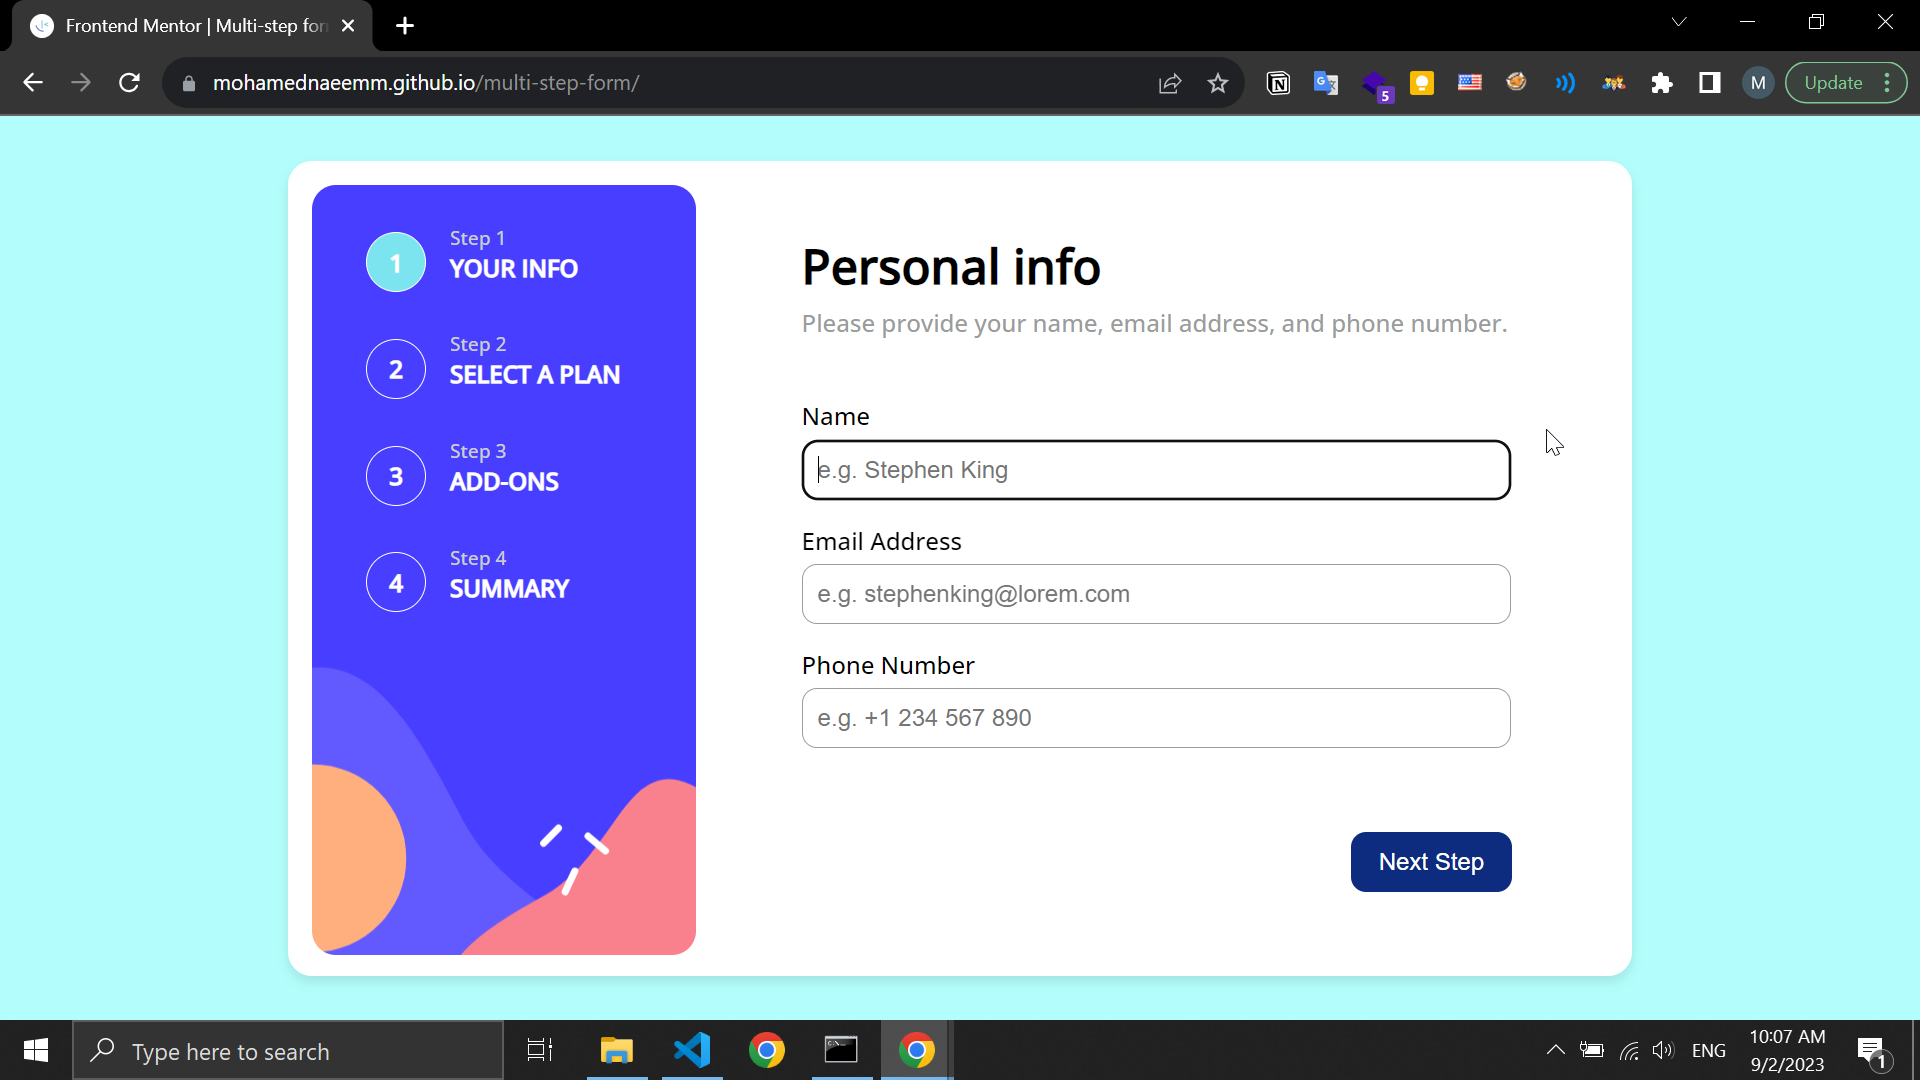 Frontend Mentor | Multi-step for
mohamednaeemm.github.io/multi-step-form/
5
M
Update
1
Step 1
YOUR INFO
2
Step 2
SELECT A PLAN
3
Step 3
ADD-ONS
4
Step 4
SUMMARY
Personal info
Please provide your name, email address, and phone number.
Name
e.g. Stephen King
Email Address
e.g. stephenking@lorem.com
Phone Number
e.g. +1 234 567 890
Next Step
Type here to search
ENG
10:07 AM
9/2/2023
1